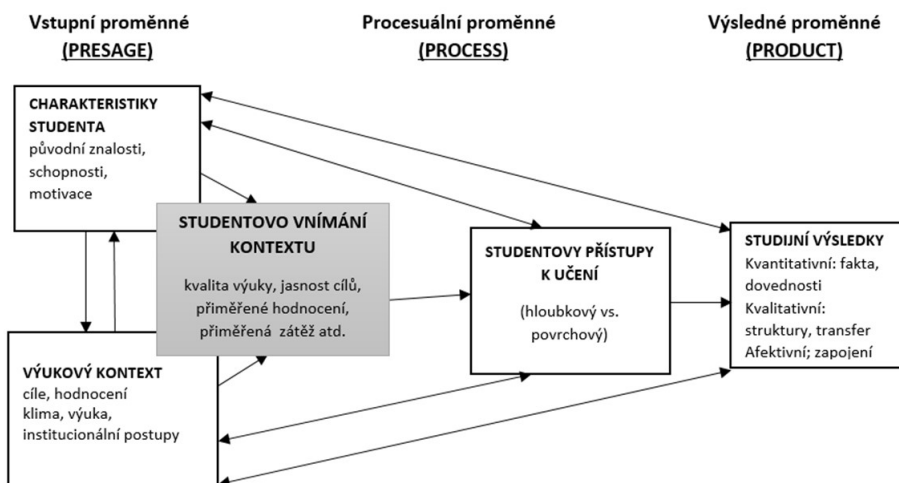 Vstupní proměnné
(PRESAGE)
Procesuální proměnné
(PROCESS)
Výsledné proměnné
(PRODUCT)
CHARAKTERISTIKY
STUDENTA
původní znalosti,
schopnosti,
motivace
STUDENTOVO VNÍMÁNÍ
KONTEXTU
kvalita výuky, jasnost cílů,
přiměřené hodnocení,
přiměřená zátěž atd.
VÝUKOVÝ KONTEXT
cíle, hodnocení
klima, výuka,
institucionální postupy
STUDENTOVY PŘÍSTUPY
K UČENÍ
(hloubkový vs.
povrchový)
STUDIJNÍ VÝSLEDKY
Kvantitativní: fakta,
dovednosti
Kvalitativní:
struktury, transfer
Afektivní; zapojení